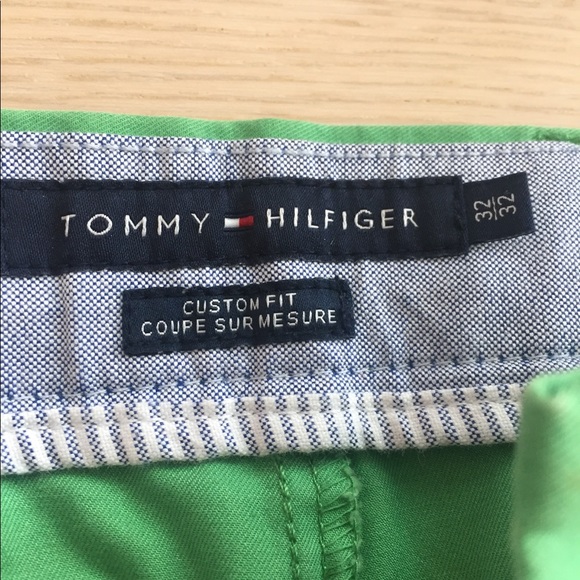 TOMMY HILFIGER
32
32
CUSTOM FIT
COUPE SUR MESURE